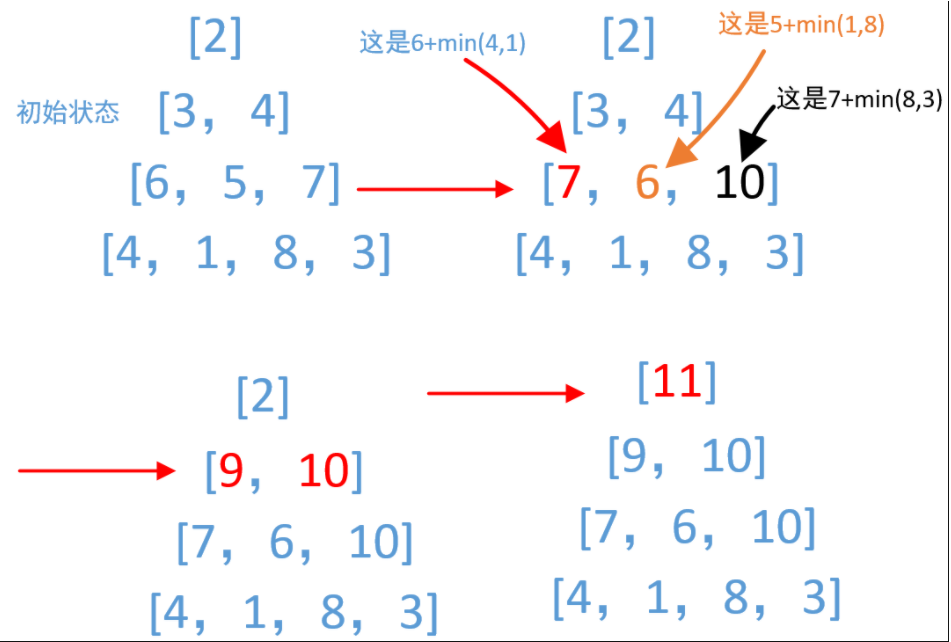 [2]
初始状态 [3, 4]
[6, 5, 7]
[4, 1, 8, 3]
这是6+min(4,1)
这是5+min(1,8)
这是7+min(8,3)
[2]
[3, 4]
[7, 6, 10]
[4, 1, 8, 3]
[2]
[9, 10]
[7, 6, 10]
[4, 1, 8, 3]
[11]
[9, 10]
[7, 6, 10]
[4, 1, 8, 3]